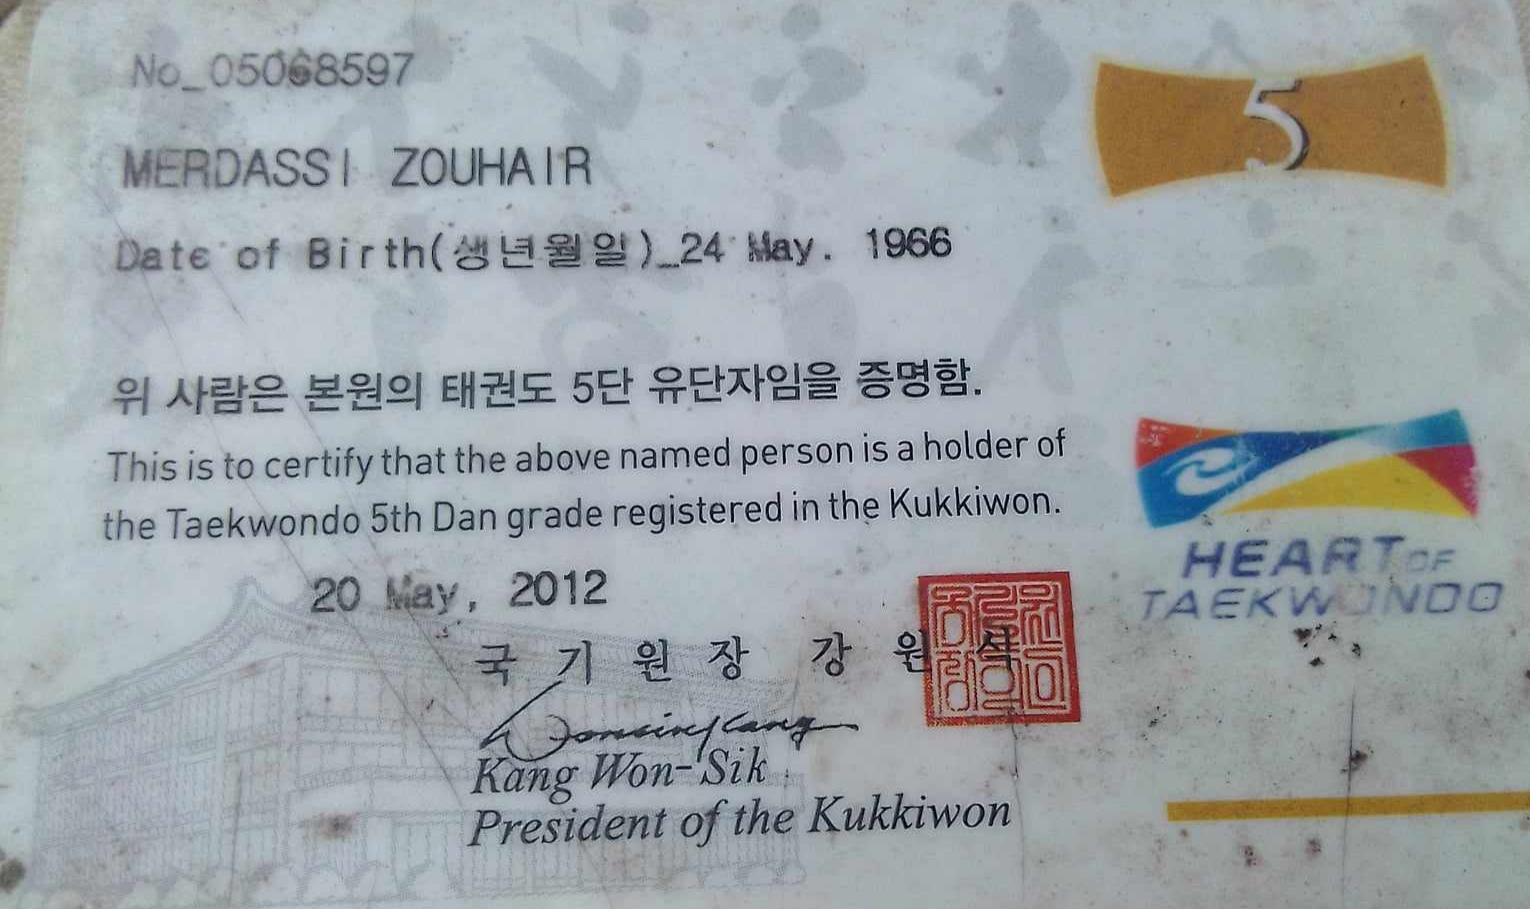 No_05068597
5
MERDASSI ZOUHAIR
Date of Birth(생년월일)_24 May. 1966
위 사람은 본원의 태권도 5단 유단자임을 증명함.
This is to certify that the above named person is a holder of
the Taekwondo 5th Dan grade registered in the Kukkiwon.
HEART OF
TAEKWONDO
20 May, 2012
국 기 원 장 강 원 식
Kang Won-Sik
President of the Kukkiwon